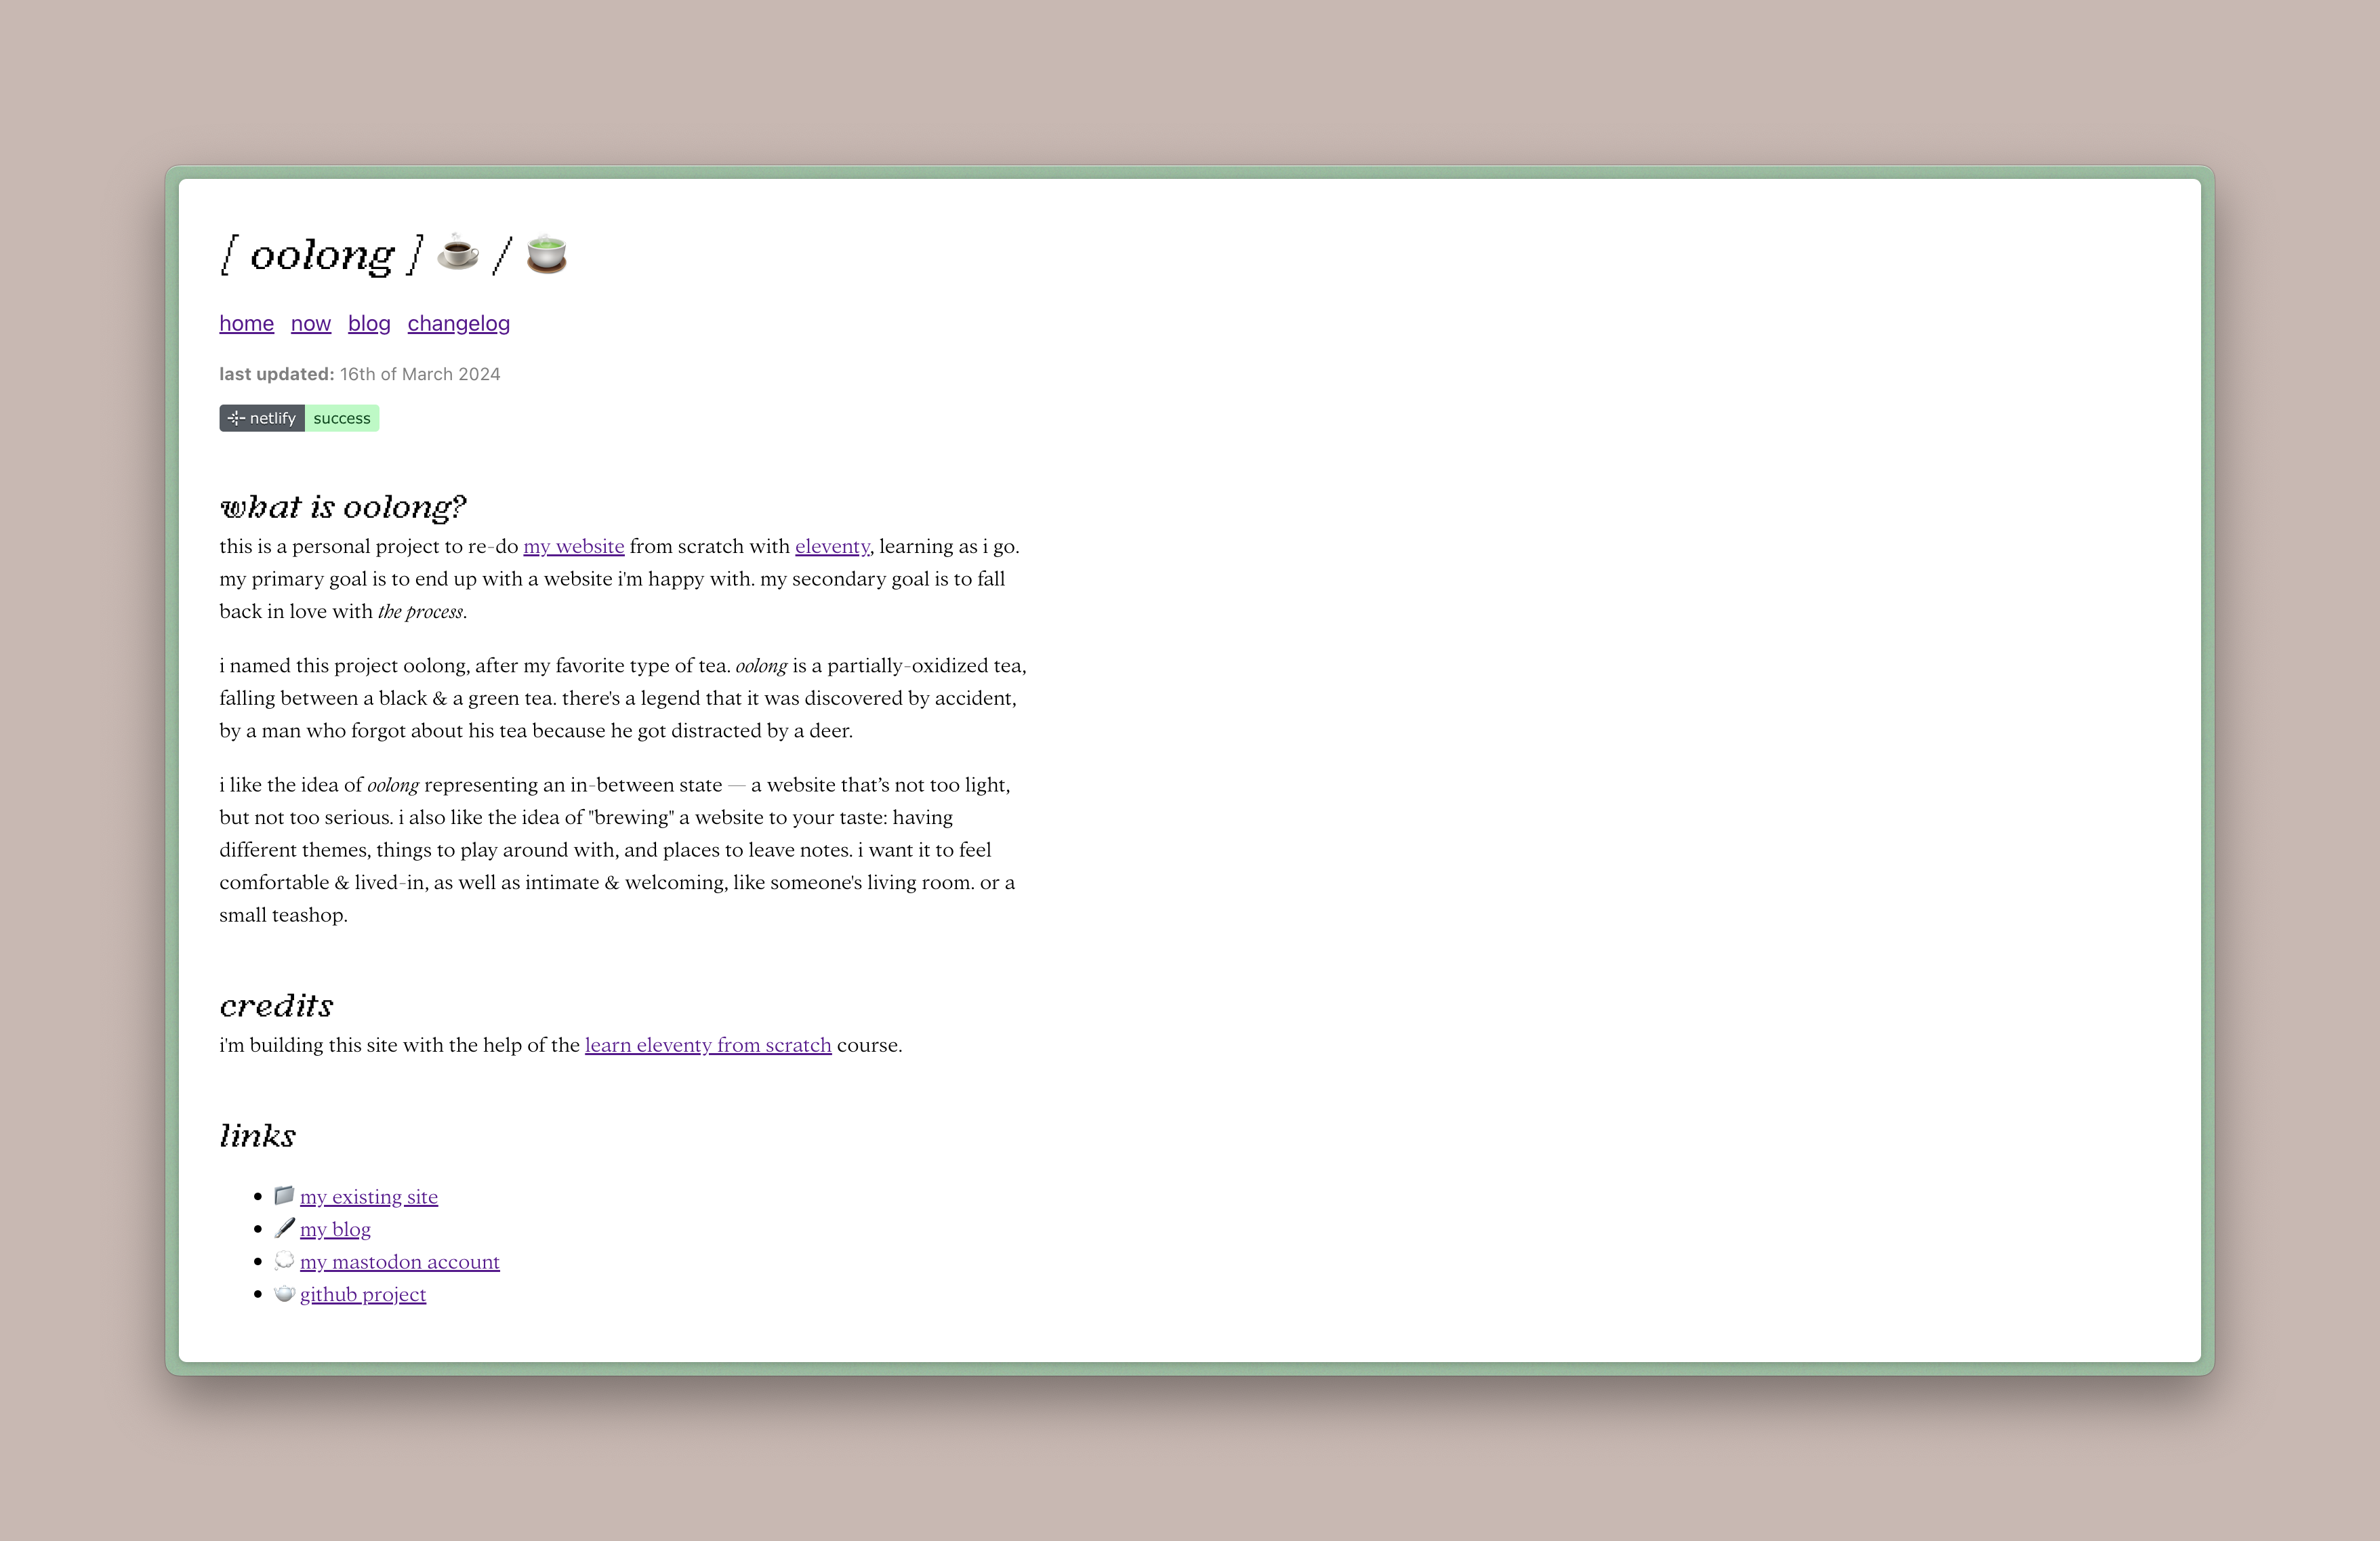 [ oolong ] ☕ / 🍵
home now blog changelog
last updated: 16th of March 2024
netlify success
what is oolong?
this is a personal project to re-do my website from scratch with eleventy, learning as i go.
my primary goal is to end up with a website i'm happy with. my secondary goal is to fall
back in love with the process.
i named this project oolong, after my favorite type of tea. oolong is a partially-oxidized tea,
falling between a black & a green tea. there's a legend that it was discovered by accident,
by a man who forgot about his tea because he got distracted by a deer.
i like the idea of oolong representing an in-between state — a website that’s not too light,
but not too serious. i also like the idea of "brewing" a website to your taste: having
different themes, things to play around with, and places to leave notes. i want it to feel
comfortable & lived-in, as well as intimate & welcoming, like someone's living room. or a
small teashop.
credits
i'm building this site with the help of the learn eleventy from scratch course.
links
my existing site
my blog
my mastodon account
github project